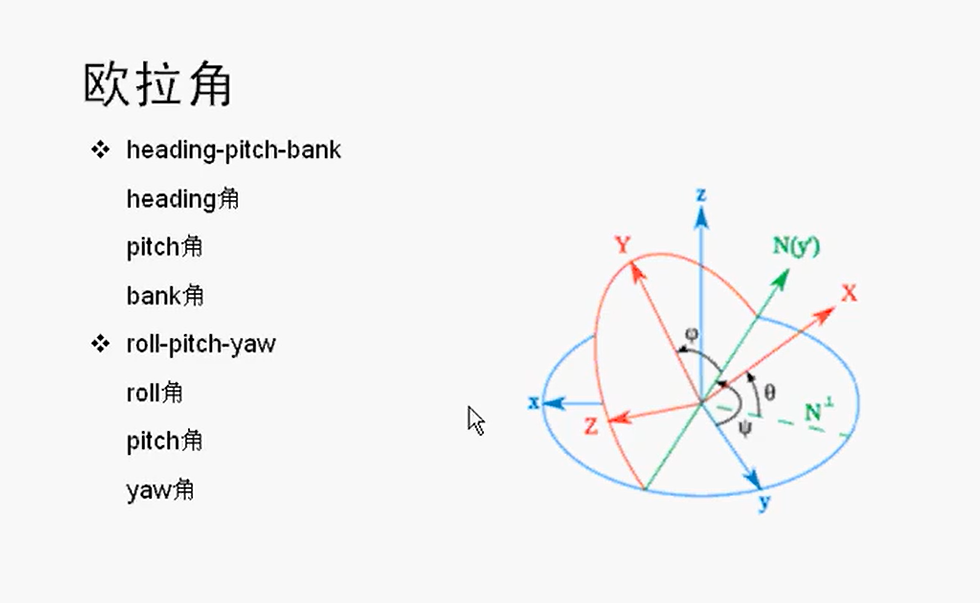 欧拉角
heading-pitch-bank
heading角
pitch角
bank角
roll-pitch-yaw
roll角
pitch角
yaw角
z
Y
N(y')
X
φ
θ
x
Z
N⊥
ψ
y